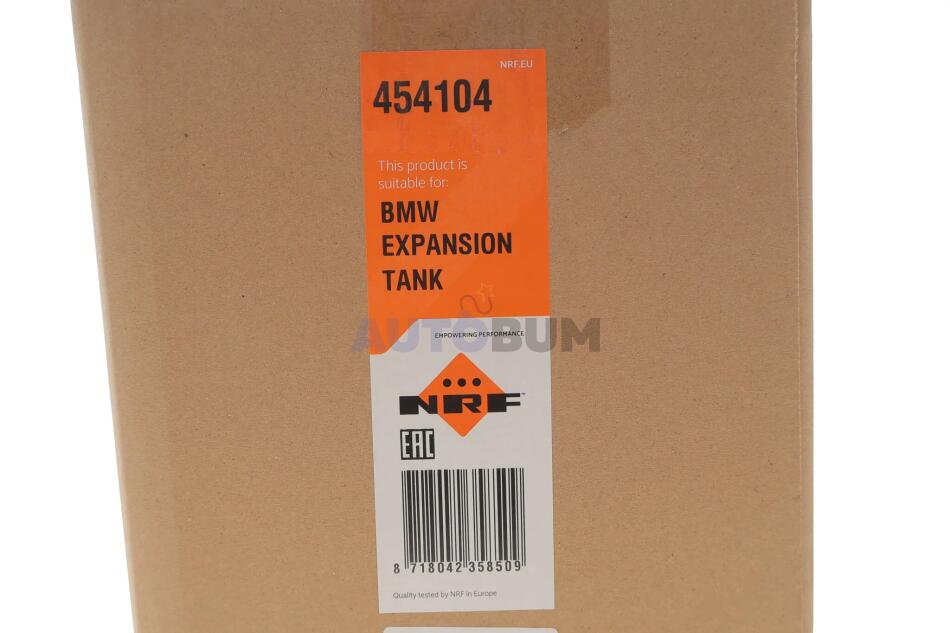 NRF.EU
454104
This product is
suitable for:
BMW
EXPANSION
TANK
AUTOBUM
EMPOWERING PERFORMANCE
NRF™
EAC
8 718042 358509
Quality tested by NRF in Europe